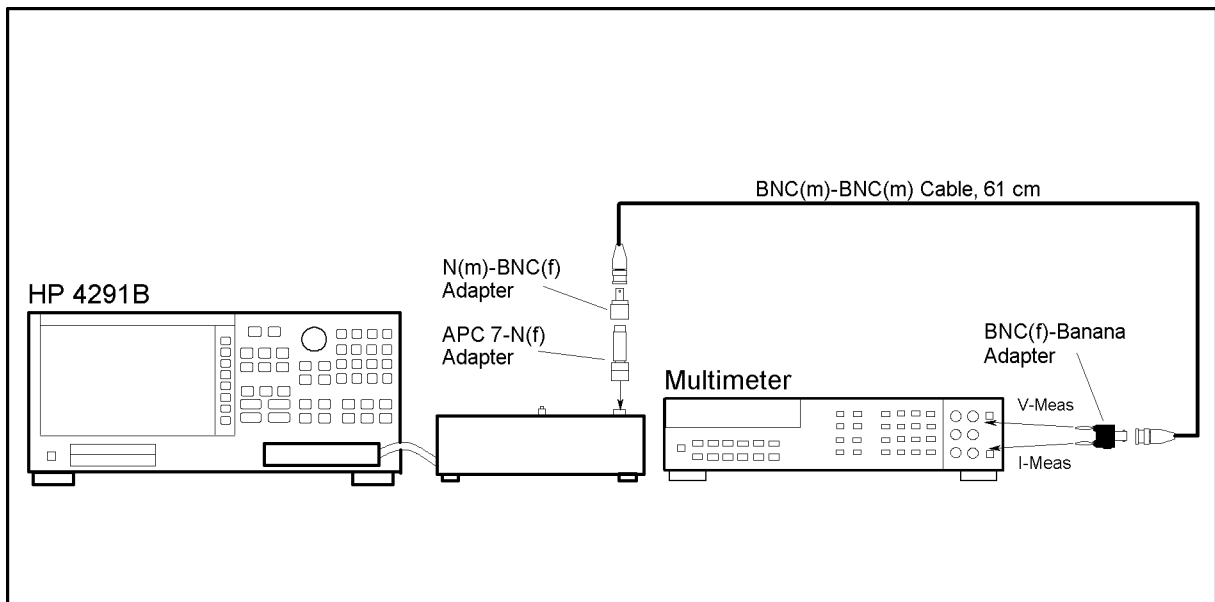 BNC(m)-BNC(m) Cable, 61 cm
N(m)-BNC(f)
Adapter
HP 4291B
APC 7-N(f)
Adapter
BNC(f)-Banana
Adapter
Multimeter
V-Meas
I-Meas